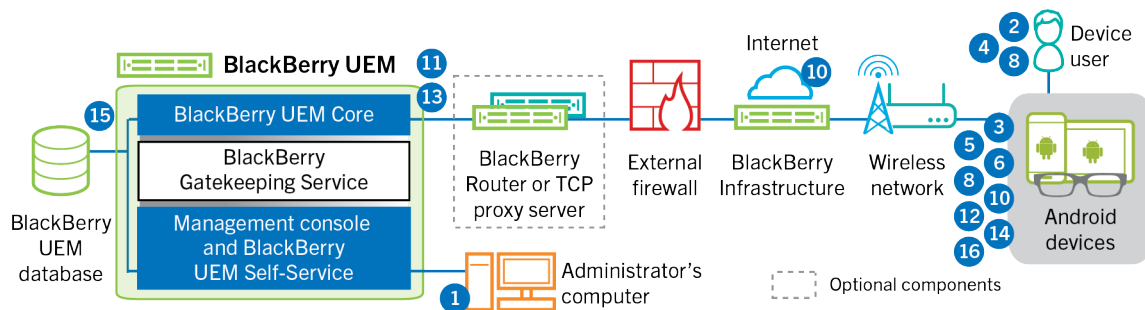 BlackBerry UEM
11
13
15
BlackBerry UEM Core
BlackBerry
Gatekeeping Service
Management console
and BlackBerry
UEM Self-Service
BlackBerry
UEM
database
BlackBerry
Router or TCP
proxy server
External
firewall
Internet
10
BlackBerry
Infrastructure
Wireless
network
2
4
8
Device
user
3
5
6
8
10
12
14
16
Android
devices
1
Administrator's
computer
Optional components